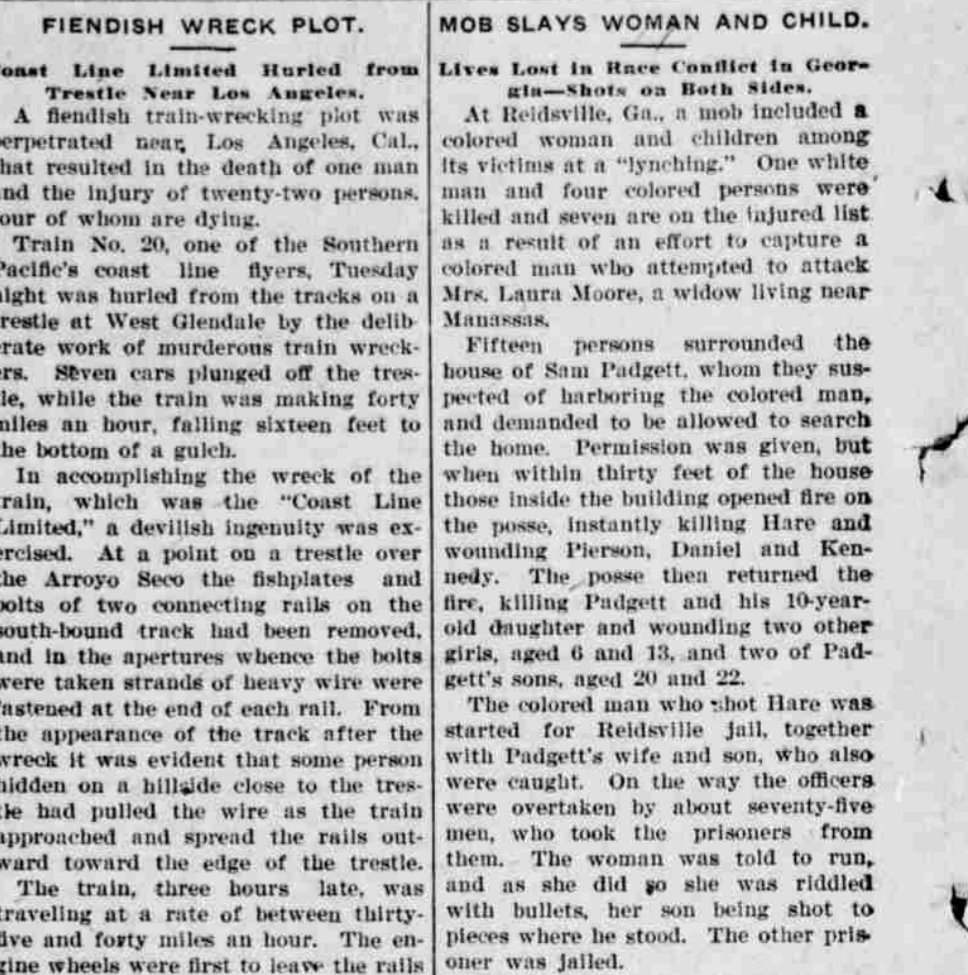 FIENDISH WRECK PLOT.
oast Line Limited Hurled from
Trestle Near Los Angeles.
A fiendish train-wrecking plot was
erpetrated near Los Angeles, Cal.,
hat resulted in the death of one man
nd the injury of twenty-two persons,
our of whom are dying.
Train No. 20, one of the Southern
Pacific's coast line flyers, Tuesday
ight was hurled from the tracks on a
restle at West Glendale by the delib-
rate work of murderous train wreck-
rs. Seven cars plunged off the tres-
le, while the train was making forty
miles an hour, falling sixteen feet to
he bottom of a gulch.
In accomplishing the wreck of the
rain, which was the "Coast Line
Limited," a devilish ingenuity was ex-
rcised. At a point on a trestle over
the Arroyo Seco the fishplates and
bolts of two connecting rails on the
south-bound track had been removed,
and in the apertures whence the bolts
were taken strands of heavy wire were
fastened at the end of each rail. From
the appearance of the track after the
wreck it was evident that some person
hidden on a hillside close to the tres-
tle had pulled the wire as the train
approached and spread the rails out-
ward toward the edge of the trestle.
The train, three hours late, was
traveling at a rate of between thirty-
five and forty miles an hour. The en-
gine wheels were first to leave the rails
MOB SLAYS WOMAN AND CHILD.
Lives Lost in Race Conflict in Geor-
gia—Shots on Both Sides.
At Reidsville, Ga., a mob included a
colored woman and children among
its victims at a "lynching." One white
man and four colored persons were
killed and seven are on the injured list
as a result of an effort to capture a
colored man who attempted to attack
Mrs. Laura Moore, a widow living near
Manassas.
Fifteen persons surrounded the
house of Sam Padgett, whom they sus-
pected of harboring the colored man,
and demanded to be allowed to search
the home. Permission was given, but
when within thirty feet of the house
those inside the building opened fire on
the posse, instantly killing Hare and
wounding Pierson, Daniel and Ken-
nedy. The posse then returned the
fire, killing Padgett and his 10-year-
old daughter and wounding two other
girls, aged 6 and 13, and two of Pad-
gett's sons, aged 20 and 22.
The colored man who shot Hare was
started for Reidsville jail, together
with Padgett's wife and son, who also
were caught. On the way the officers
were overtaken by about seventy-five
men, who took the prisoners from
them. The woman was told to run,
and as she did so she was riddled
with bullets, her son being shot to
pieces where he stood. The other pris-
oner was jailed.